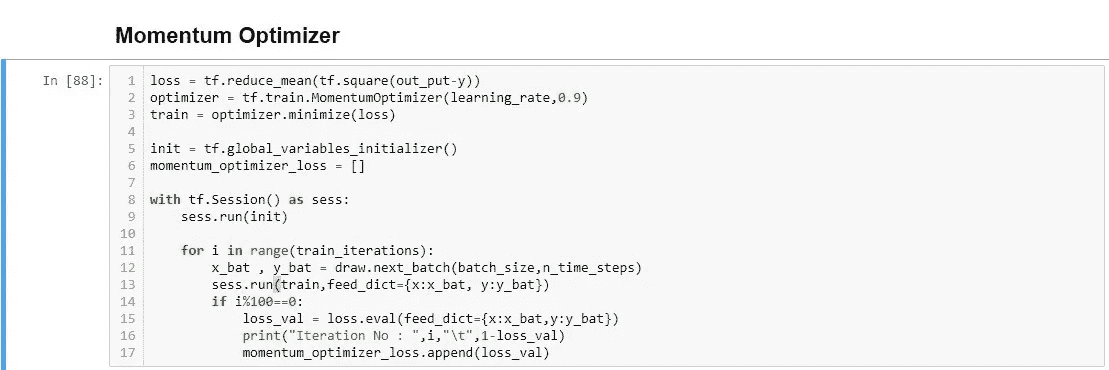 Momentum Optimizer
In [88]:
1 loss = tf.reduce_mean(tf.square(out_put-y))
2 optimizer = tf.train.MomentumOptimizer(learning_rate,0.9)
3 train = optimizer.minimize(loss)
4
5 init = tf.global_variables_initializer()
6 momentum_optimizer_loss = []
7
8 with tf.Session() as sess:
9     sess.run(init)
10
11     for i in range(train_iterations):
12         x_bat , y_bat = draw.next_batch(batch_size,n_time_steps)
13         sess.run(train,feed_dict={x:x_bat, y:y_bat})
14         if i%100==0:
15             loss_val = loss.eval(feed_dict={x:x_bat,y:y_bat})
16             print("Iteration No : ",i,"\t",1-loss_val)
17             momentum_optimizer_loss.append(loss_val)